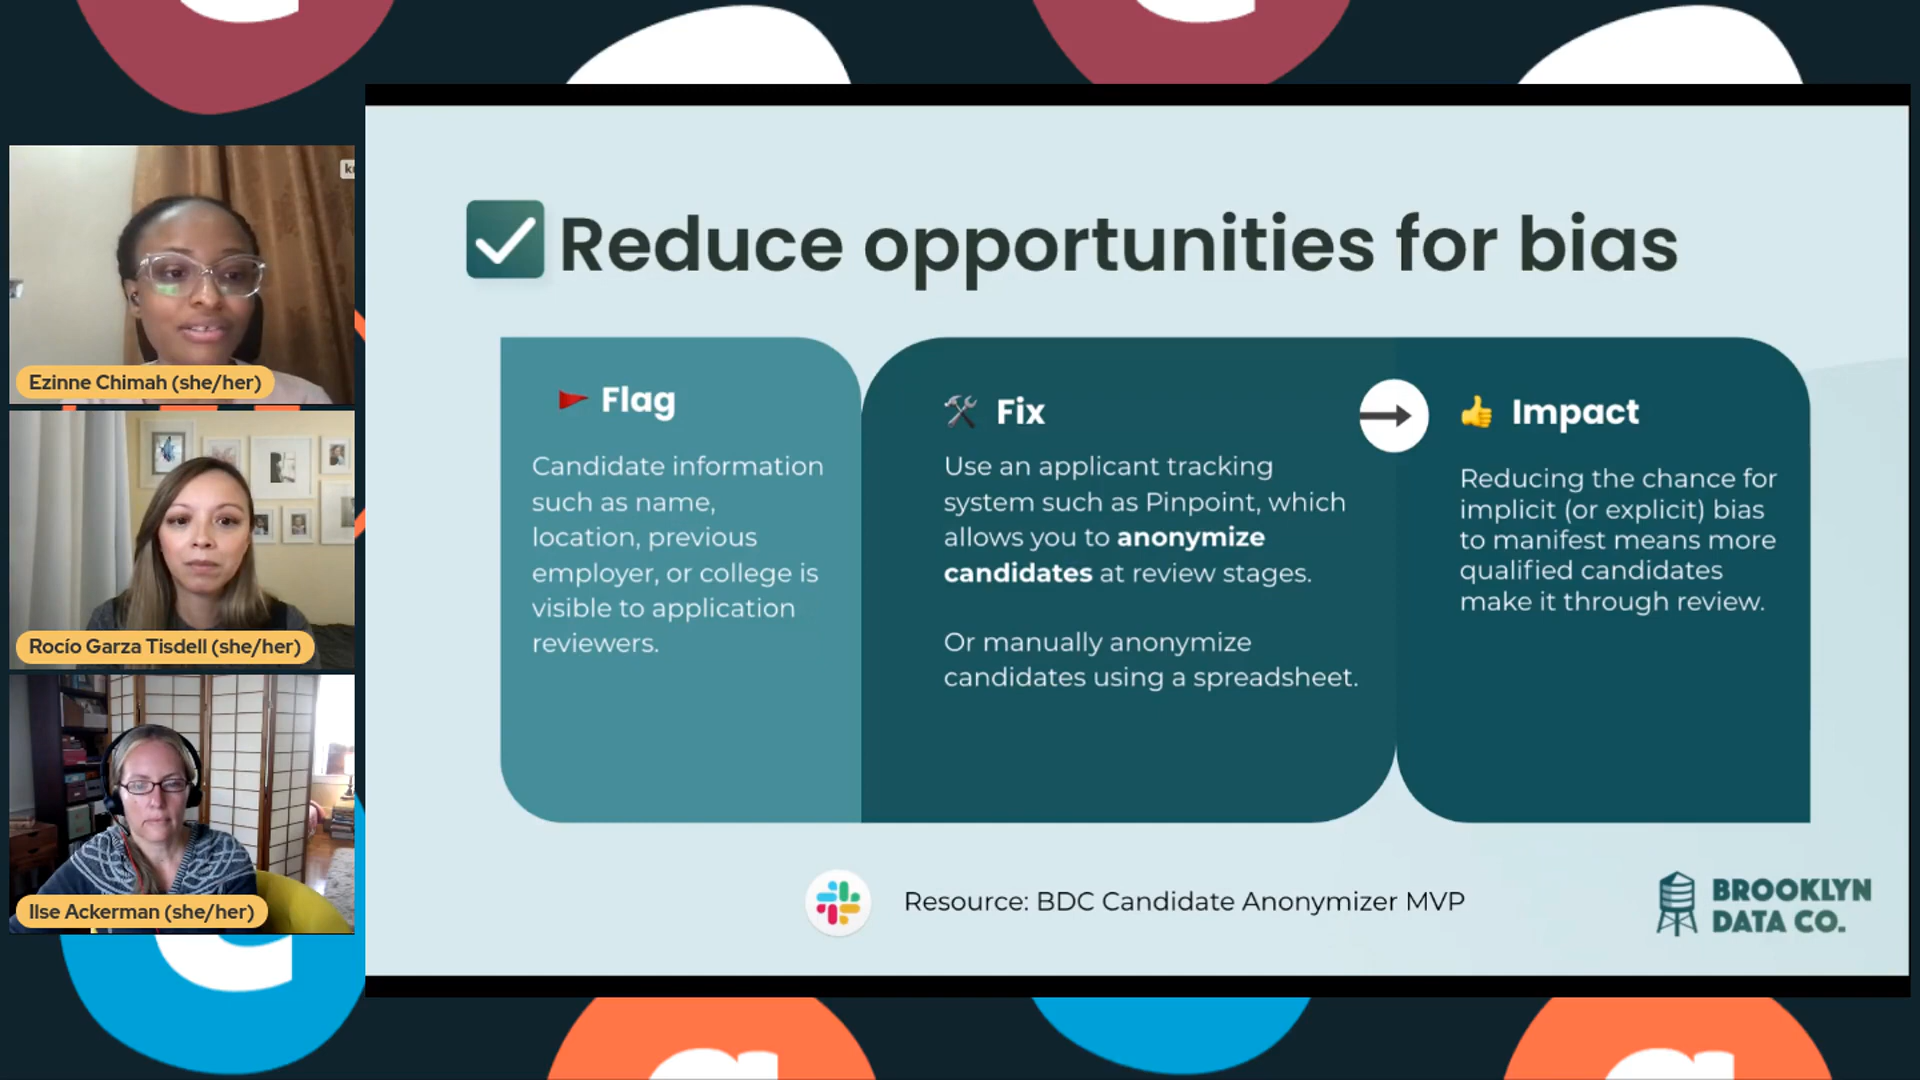 Ezinne Chimah (she/her)
Rocío Garza Tisdell (she/her)
Ilse Ackerman (she/her)
Reduce opportunities for bias
Flag
Candidate information
such as name,
location, previous
employer, or college is
visible to application
reviewers.
Fix
Use an applicant tracking
system such as Pinpoint, which
allows you to anonymize
candidates at review stages.
Or manually anonymize
candidates using a spreadsheet.
Impact
Reducing the chance for
implicit (or explicit) bias
to manifest means more
qualified candidates
make it through review.
Resource: BDC Candidate Anonymizer MVP
BROOKLYN
DATA CO.